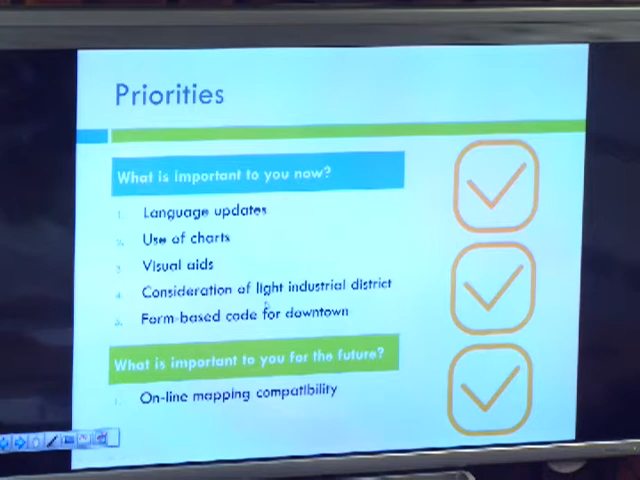 Priorities
What is important to you now?
1. Language updates
2. Use of charts
3. Visual aids
4. Consideration of light industrial district
5. Form-based code for downtown
What is important to you for the future?
1. On-line mapping compatibility